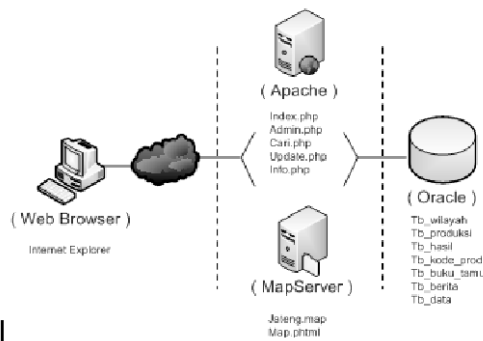 ( Apache )
Index.php
Admin.php
Cari.php
Update.php
Info.php
( Web Browser )
Internet Explorer
( MapServer )
Jateng.map
Map.phtml
( Oracle )
Tb_wilayah
Tb_produksi
Tb_hasil
Tb_kode_prod
Tb_buku_tamu
Tb_berita
Tb_data